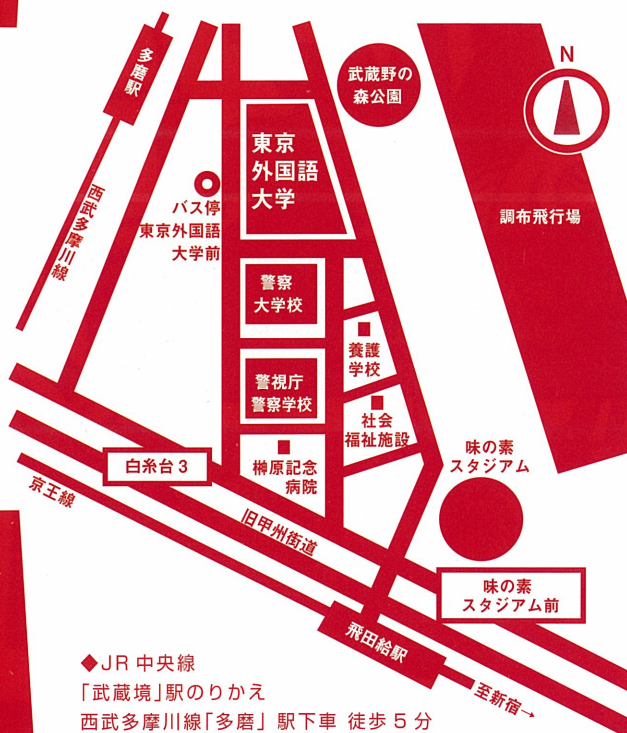 多磨駅
西武多摩川線
武蔵野の
森公園
N
東京
外国語
大学
バス停
東京外国語
大学前
調布飛行場
警察
大学校
養護
学校
警視庁
警察学校
社会
福祉施設
榊原記念
病院
白糸台3
味の素
スタジアム
京王線
旧甲州街道
味の素
スタジアム前
飛田給駅
至新宿→
◆JR中央線
「武蔵境」駅のりかえ
西武多摩川線「多磨」駅下車 徒歩5分